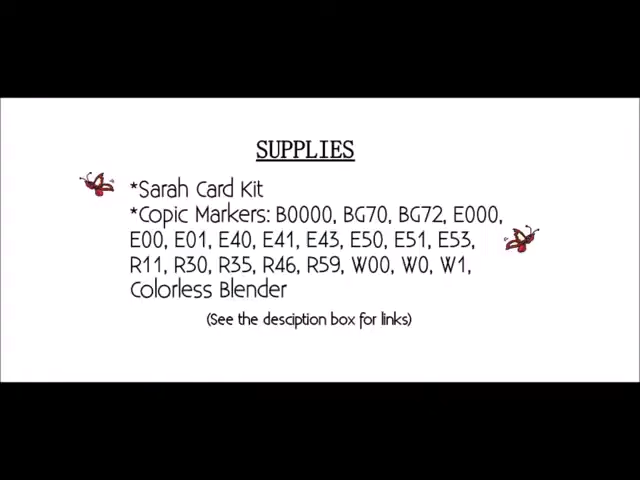 SUPPLIES
*Sarah Card Kit
*Copic Markers: B0000, BG70, BG72, E000,
E00, E01, E40, E41, E43, E50, E51, E53,
R11, R30, R35, R46, R59, W00, W0, W1,
Colorless Blender
(See the desciption box for links)